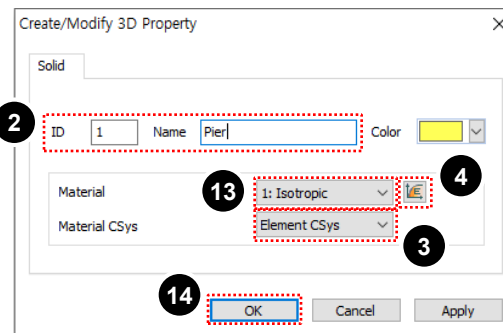 Create/Modify 3D Property
Solid
2 ID 1 Name Pier Color
4
Material 13 1: Isotropic E
Material CSys Element CSys
3
14
OK Cancel Apply